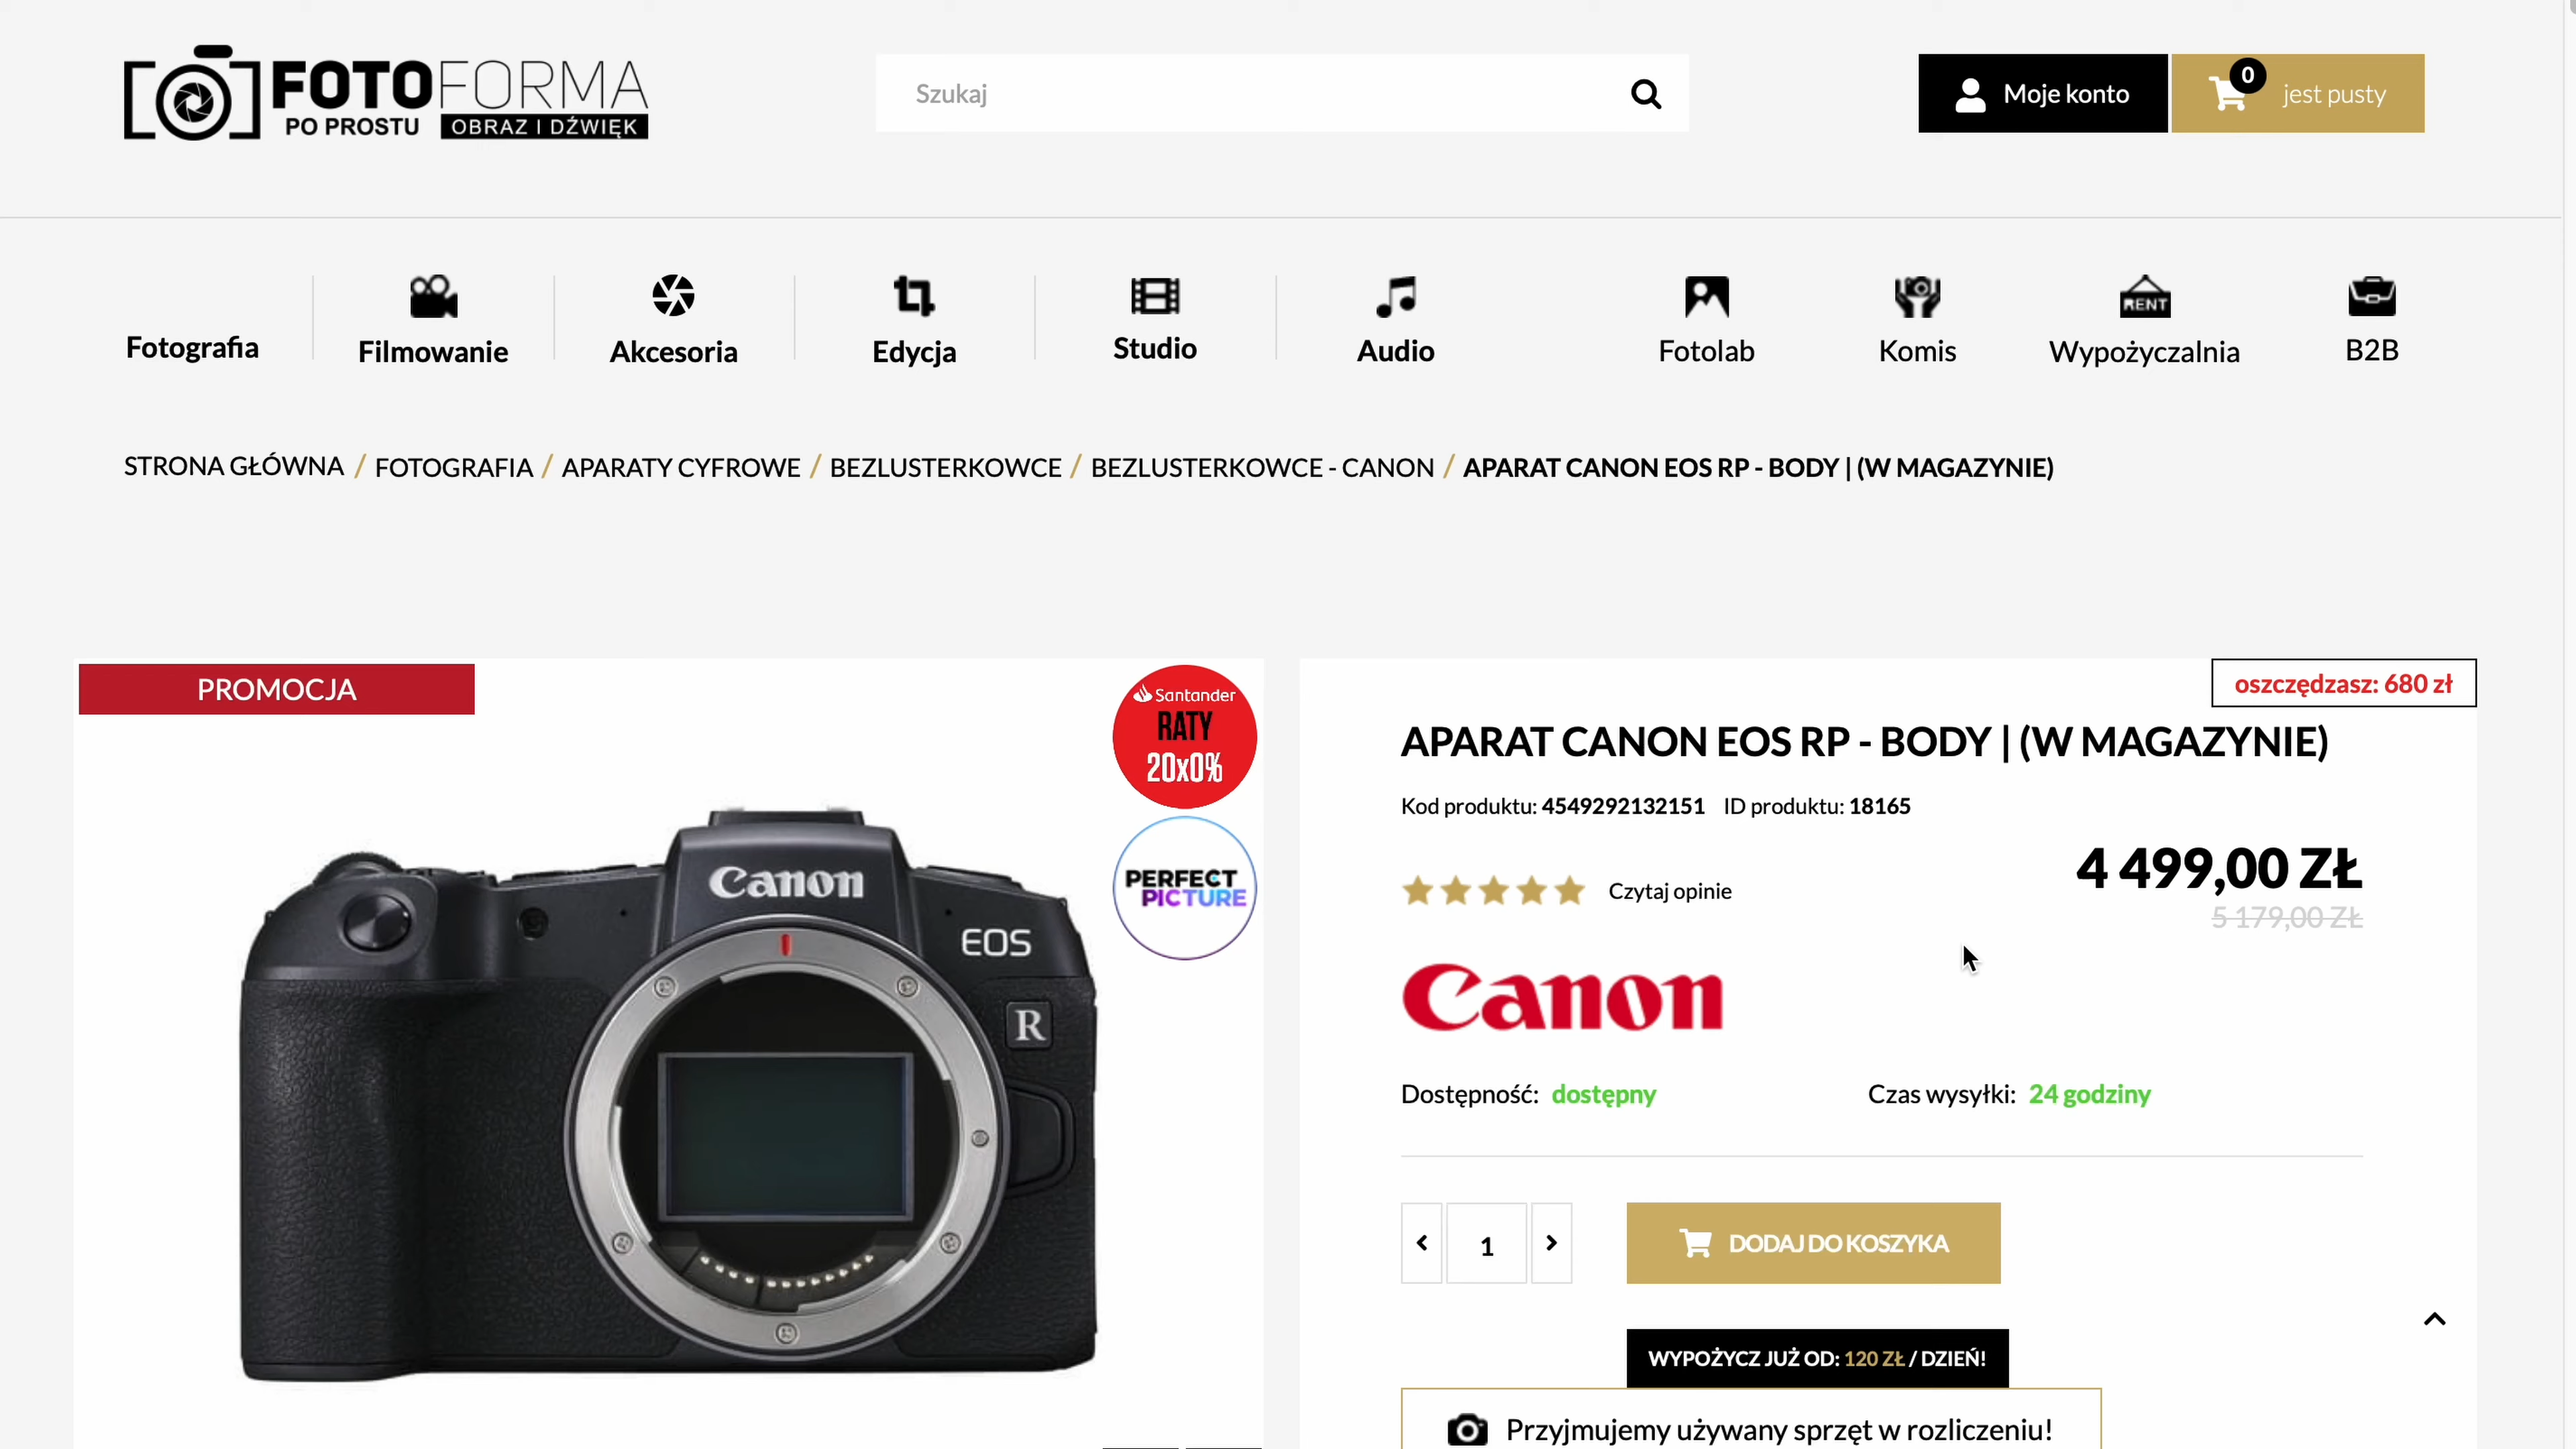 FOTOFORMA
PO PROSTU OBRAZ I DŹWIĘK
Szukaj
Moje konto
0
jest pusty
Fotografia
Filmowanie
Akcesoria
Edycja
Studio
Audio
Fotolab
Komis
RENT
Wypożyczalnia
B2B
STRONA GŁÓWNA / FOTOGRAFIA / APARATY CYFROWE / BEZLUSTERKOWCE / BEZLUSTERKOWCE - CANON / APARAT CANON EOS RP - BODY | (W MAGAZYNIE)
PROMOCJA
Santander
RATY
20x0%
PERFECT
PICTURE
Canon
EOS
R
oszczędzasz: 680 zł
APARAT CANON EOS RP - BODY | (W MAGAZYNIE)
Kod produktu: 4549292132151 ID produktu: 18165
4 499,00 ZŁ
Czytaj opinie
5 179,00 ZŁ
Canon
Dostępność: dostępny
Czas wysyłki: 24 godziny
1
DODAJ DO KOSZYKA
WYPOŻYCZ JUŻ OD: 120 ZŁ / DZIEŃ!
Przyjmujemy używany sprzęt w rozliczeniu!